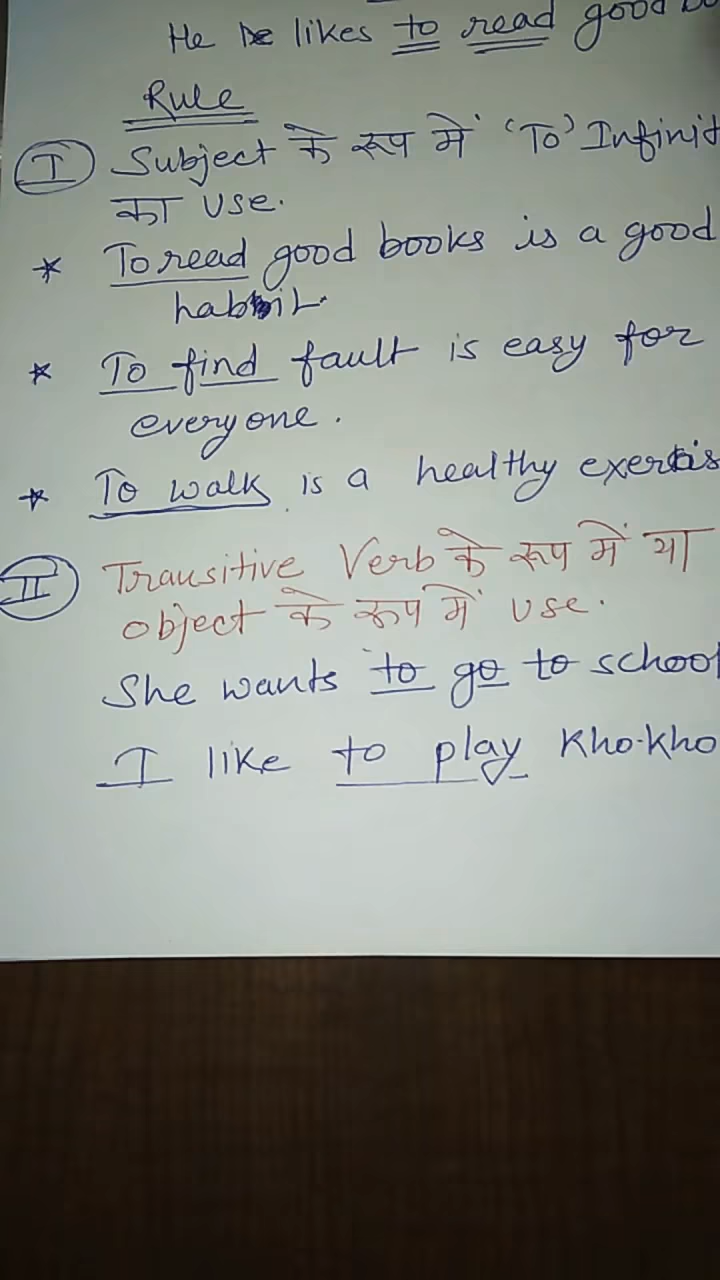 He likes to read good
Rule
I Subject के रूप में 'To' Infinit
का use.
* To read good books is a good
habit.
* To find fault is easy for
everyone.
* To walk is a healthy exercis
II Transitive Verb के रूप में या
object के रूप में use.
She wants to go to school
I like to play Kho-Kho